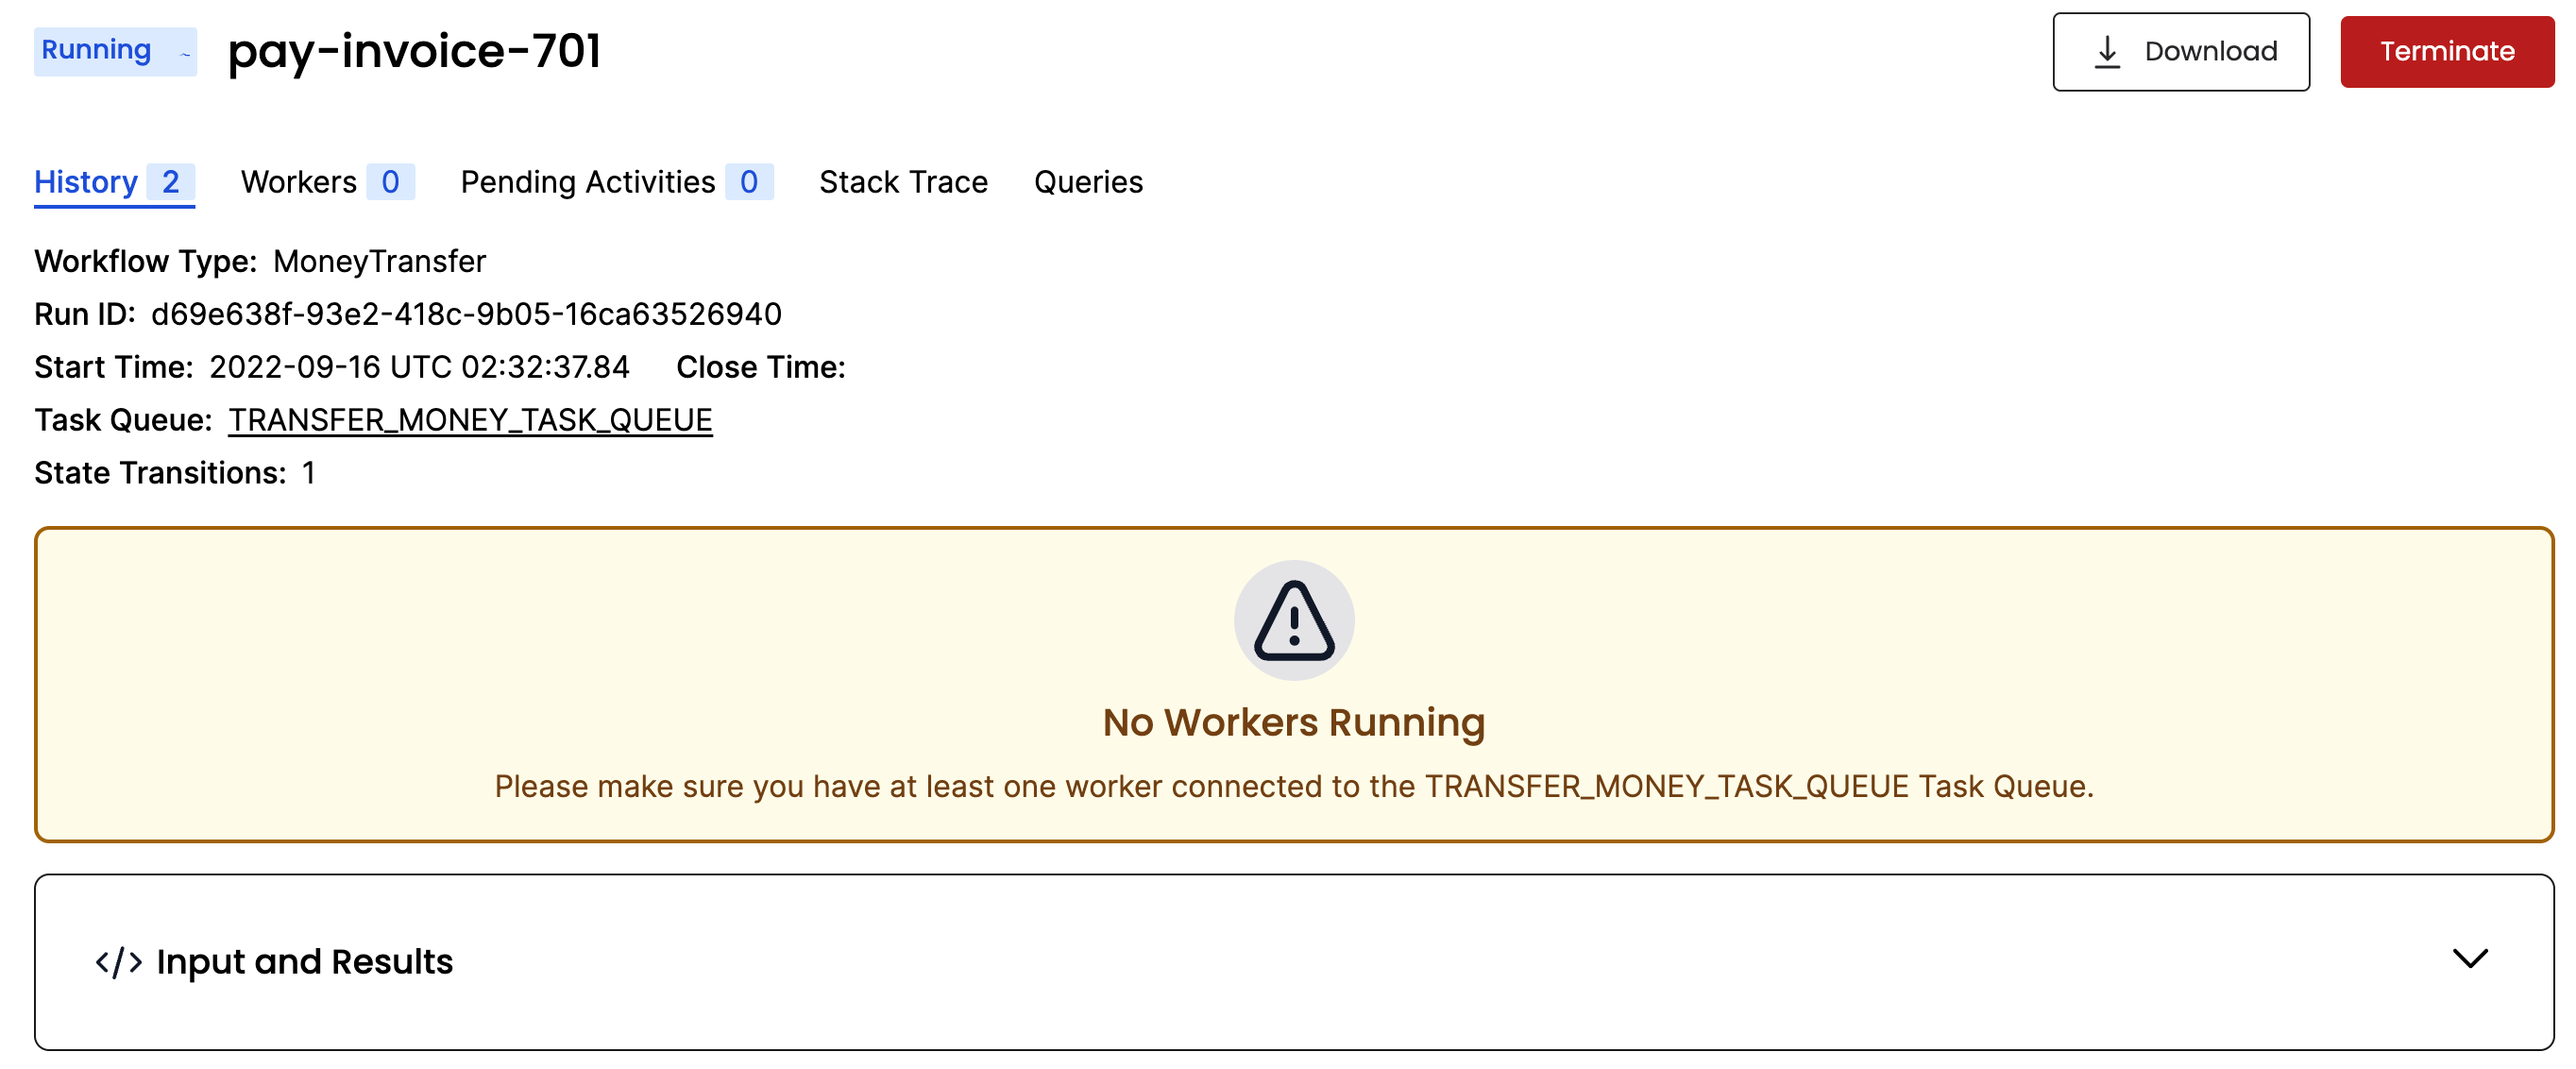 Running pay-invoice-701 Download Terminate
History 2 Workers 0 Pending Activities 0 Stack Trace Queries
Workflow Type: MoneyTransfer
Run ID: d69e638f-93e2-418c-9b05-16ca63526940
Start Time: 2022-09-16 UTC 02:32:37.84 Close Time:
Task Queue: TRANSFER_MONEY_TASK_QUEUE
State Transitions: 1
No Workers Running
Please make sure you have at least one worker connected to the TRANSFER_MONEY_TASK_QUEUE Task Queue.
</> Input and Results